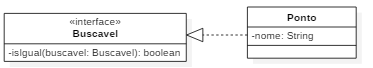 «interface»
Buscavel
-isIgual(buscavel: Buscavel): boolean
Ponto
-nome: String